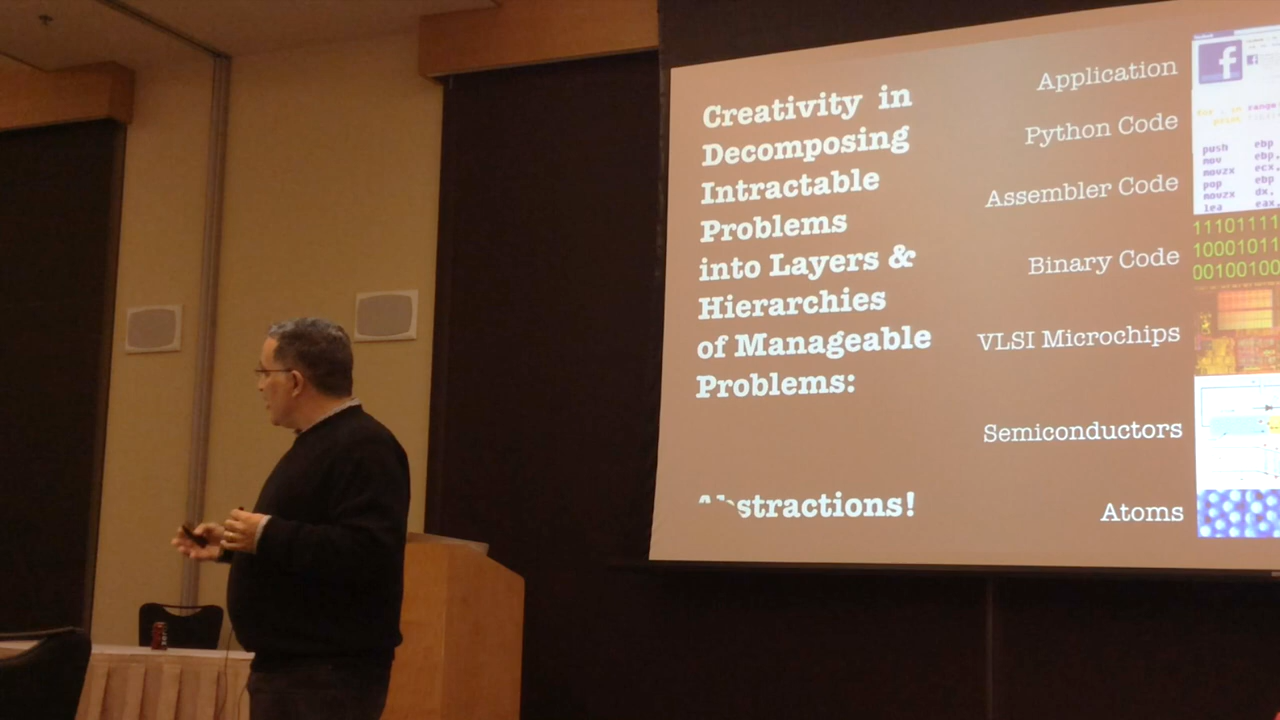 Creativity in
Decomposing
Intractable
Problems
into Layers &
Hierarchies
of Manageable
Problems:
Abstractions!
Application
Python Code
Assembler Code
Binary Code
VLSI Microchips
Semiconductors
Atoms
f
push ebp
mov ebp,
movzx ecx,
pop ebp
movzx dx,
lea eax,
11101111
10001011
00100100